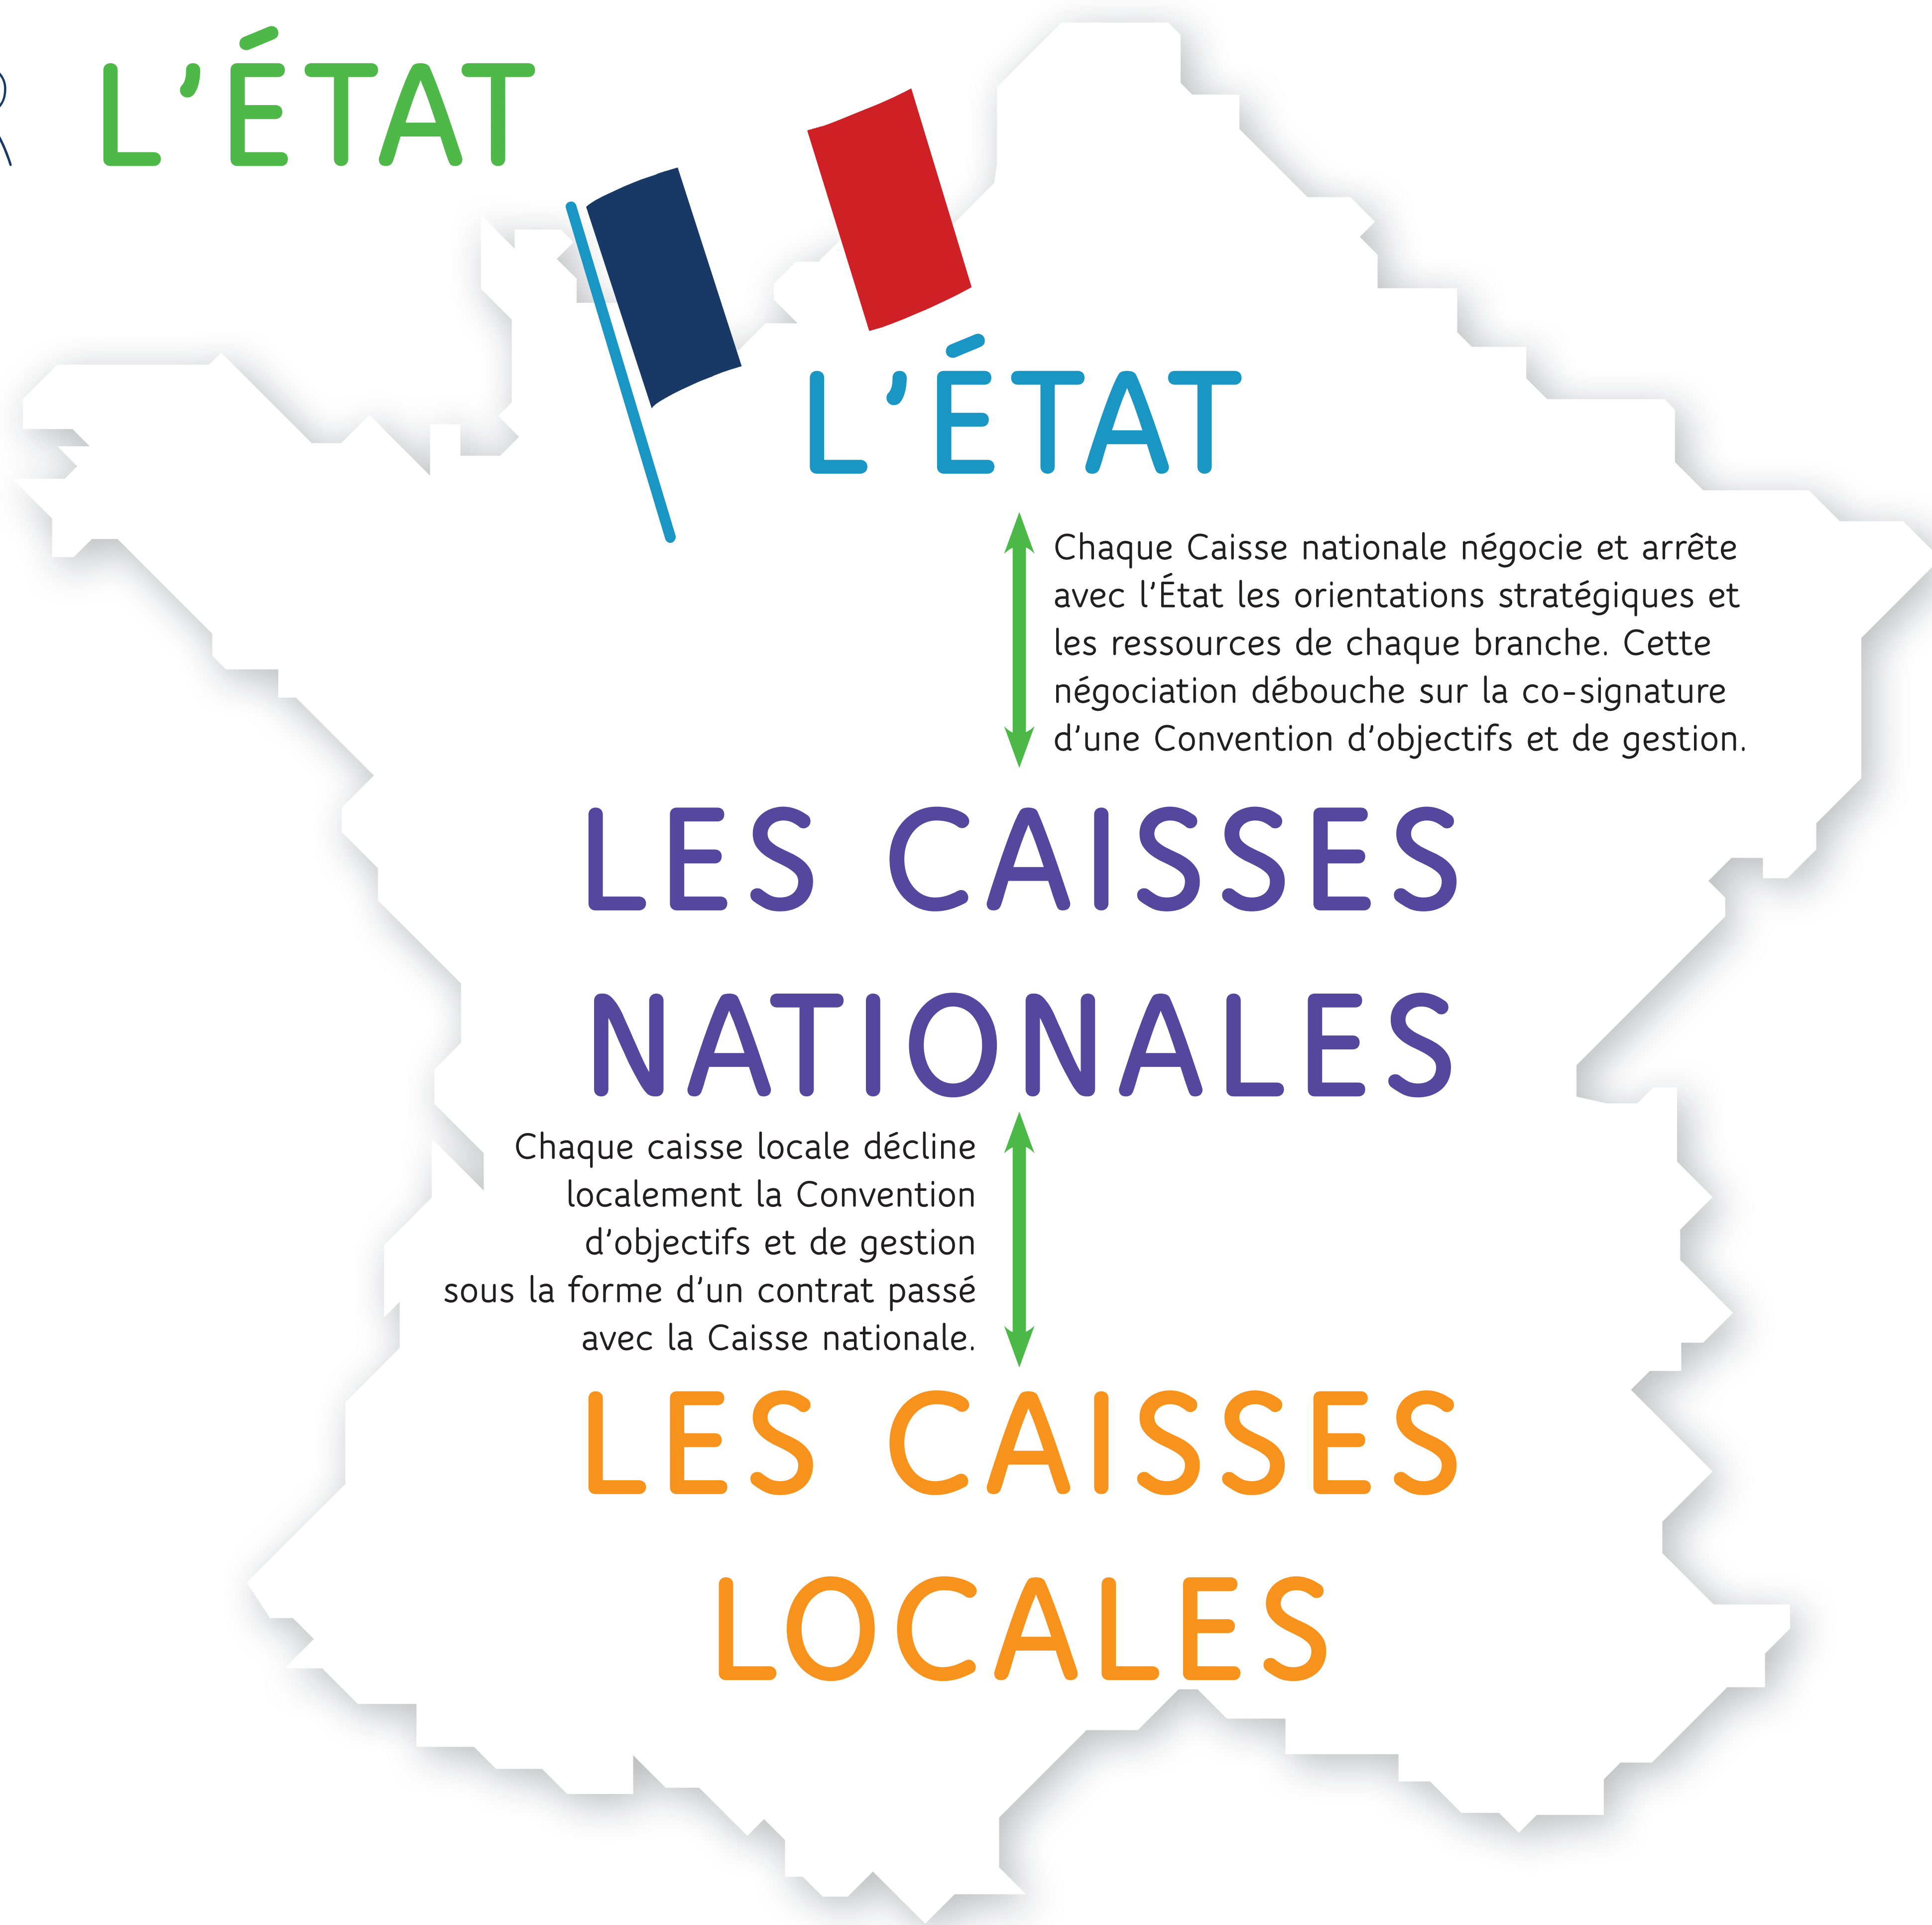 L’ÉTAT
L’ÉTAT
Chaque Caisse nationale négocie et arrête
avec l’État les orientations stratégiques et
les ressources de chaque branche. Cette
négociation débouche sur la co-signature
d’une Convention d’objectifs et de gestion.
LES CAISSES
NATIONALES
Chaque caisse locale décline
localement la Convention
d’objectifs et de gestion
sous la forme d’un contrat passé
avec la Caisse nationale.
LES CAISSES
LOCALES